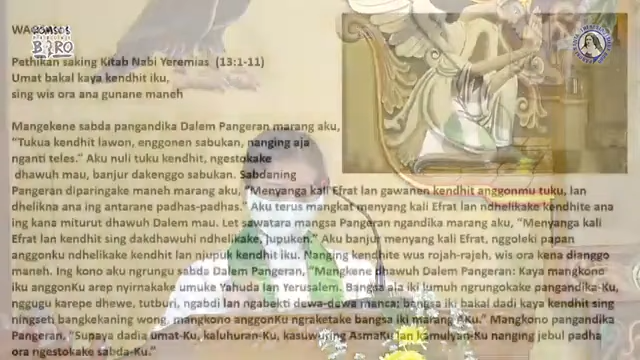 WAOSAN
KOMSOS
BIRO
Pethikan saking Kitab Nabi Yeremias (13:1-11)
Umat bakal kaya kendhit iku,
sing wis ora ana gunane maneh
Mangekene sabda pangandika Dalem Pangeran marang aku,
"Tukua kendhit lawon, enggonen sabukan, nanging aja
nganti teles." Aku nuli tuku kendhit, ngestokake
dhawuh mau, banjur dakenggo sabukan. Sabdaning
Pangeran diparingake maneh marang aku, "Menyanga kali Efrat lan gawanen kendhit anggonmu tuku, lan
dhelikna ana ing antarane padhas-padhas." Aku terus mangkat menyang kali Efrat lan ndhelikake kendhite ana
ing kana miturut dhawuh Dalem mau. Let sawatara mangsa Pangeran ngandika marang aku, "Menyanga kali
Efrat lan kendhit sing dakdhawuhi ndhelikake, jupuken." Aku banjur menyang kali Efrat, nggoleki papan
anggonku ndhelikake kendhit lan njupuk kendhit iku. Nanging kendhite wus rojah-rajeh, wis ora kena dianggo
maneh. Ing kono aku ngrungu sabda Dalem Pangeran, "Mangkene dhawuh Dalem Pangeran: Kaya mangkono
iku anggonKu arep nyirnakake umuke Yahuda lan Yerusalem. Bangsa ala iki emoh ngrungokake pangandika-Ku,
nggugu karepe dhewe, tutburi, ngabdi lan ngabekti dewa-dewa manca; bangsa iki bakal dadi kaya kendhit sing
ningseti bangkekaning wong, mangkono anggonKu ngraketake bangsa iki marang Aku." Mangkono pangandika
Pangeran, "Supaya dadia umat-Ku, kaluhuran-Ku, kasuwusing AsmaKu lan kamulyan-Ku nanging jebul padha
ora ngestokake sabda-Ku."